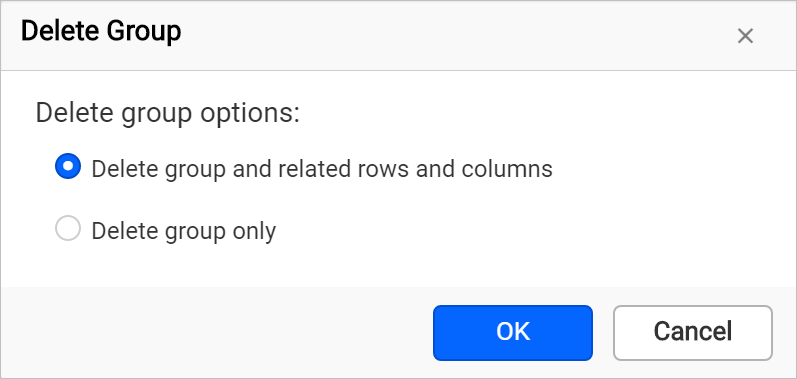 Delete Group
Delete group options:
Delete group and related rows and columns
Delete group only
OK
Cancel